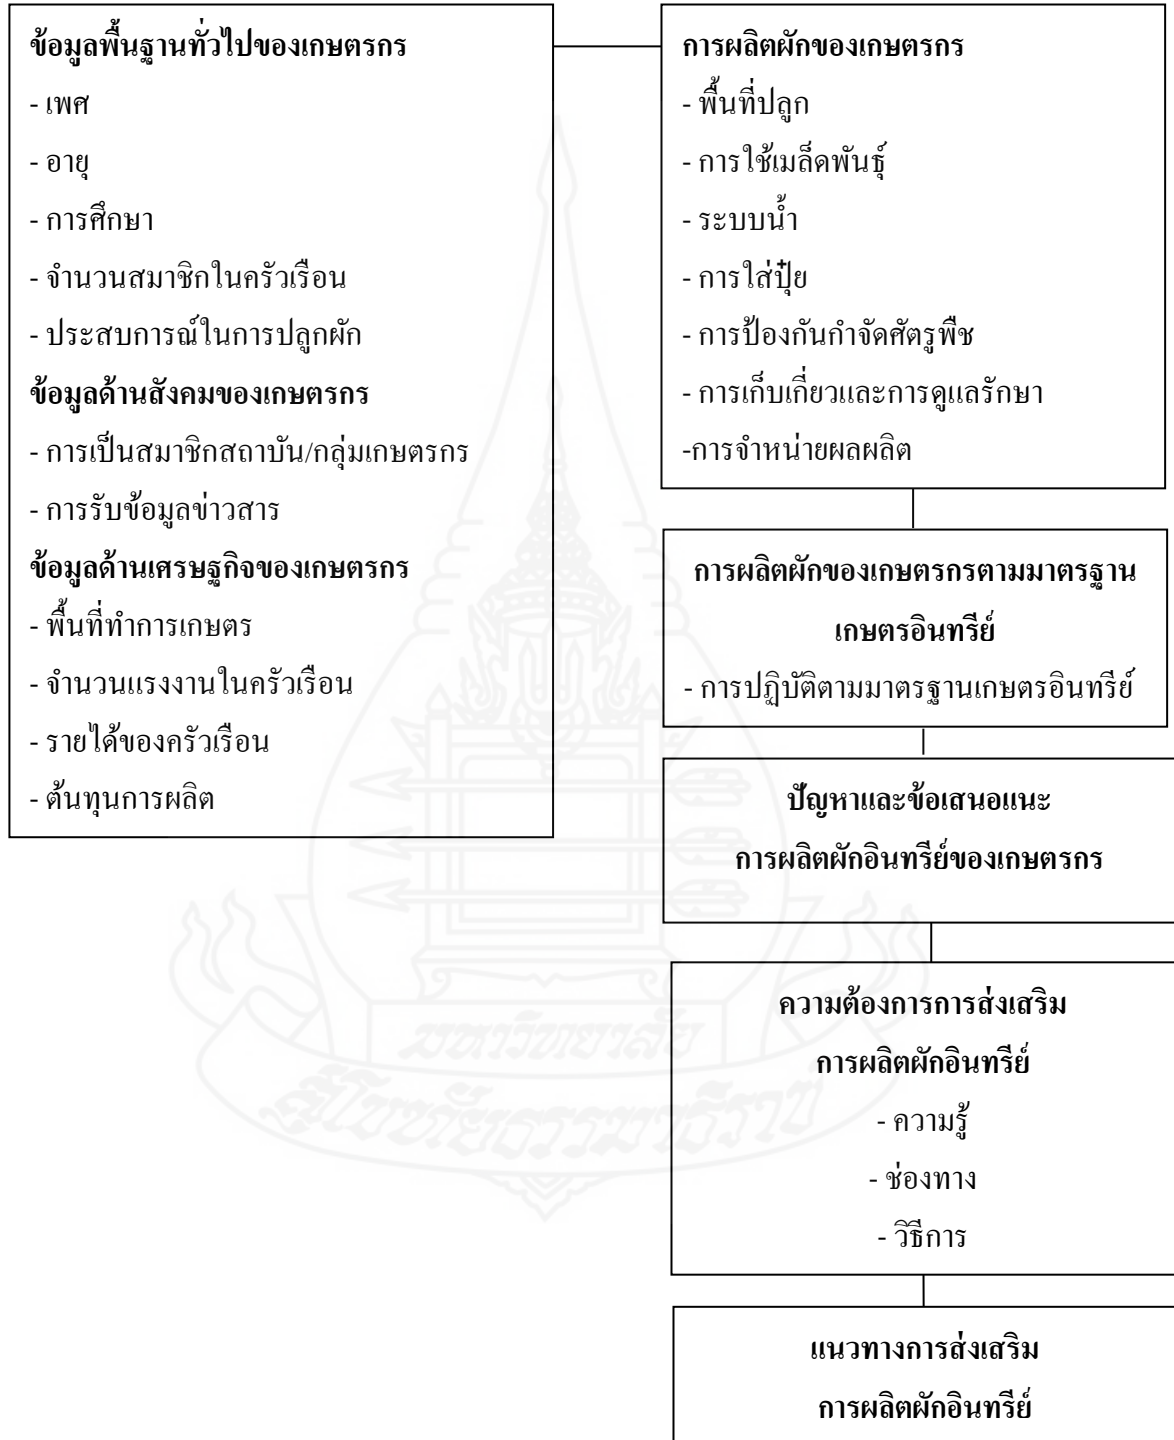 ข้อมูลพื้นฐานทั่วไปของเกษตรกร
- เพศ
- อายุ
- การศึกษา
- จำนวนสมาชิกในครัวเรือน
- ประสบการณ์ในการปลูกผัก
ข้อมูลด้านสังคมของเกษตรกร
- การเป็นสมาชิกสถาบัน/กลุ่มเกษตรกร
- การรับข้อมูลข่าวสาร
ข้อมูลด้านเศรษฐกิจของเกษตรกร
- พื้นที่ทำการเกษตร
- จำนวนแรงงานในครัวเรือน
- รายได้ของครัวเรือน
- ต้นทุนการผลิต
การผลิตผักของเกษตรกร
- พื้นที่ปลูก
- การใช้เมล็ดพันธุ์
- ระบบน้ำ
- การใส่ปุ๋ย
- การป้องกันกำจัดศัตรูพืช
- การเก็บเกี่ยวและการดูแลรักษา
-การจำหน่ายผลผลิต
การผลิตผักของเกษตรกรตามมาตรฐาน
เกษตรอินทรีย์
- การปฏิบัติตามมาตรฐานเกษตรอินทรีย์
ปัญหาและข้อเสนอแนะ
การผลิตผักอินทรีย์ของเกษตรกร
ความต้องการการส่งเสริม
การผลิตผักอินทรีย์
- ความรู้
- ช่องทาง
- วิธีการ
แนวทางการส่งเสริม
การผลิตผักอินทรีย์
มหาวิทยาลัย
สุโขทัยธรรมาธิราช